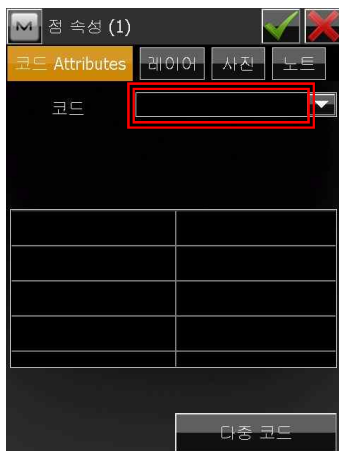 M 점 속성 (1)
코드 Attributes 레이어 사진 노트
코드
다중 코드